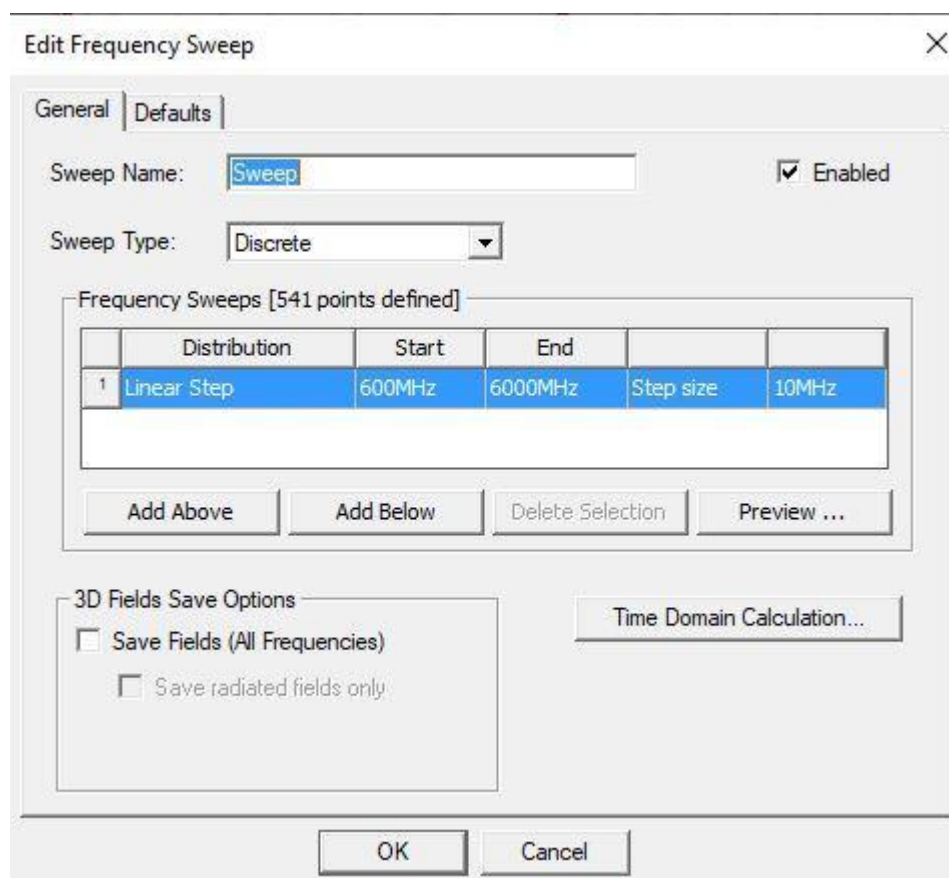 Edit Frequency Sweep
General Defaults
Sweep Name: Sweep Enabled
Sweep Type: Discrete
Frequency Sweeps [541 points defined]
Distribution Start End
1 Linear Step 600MHz 6000MHz Step size 10MHz
Add Above Add Below Delete Selection Preview ...
3D Fields Save Options
Time Domain Calculation...
Save Fields (All Frequencies)
Save radiated fields only
OK Cancel